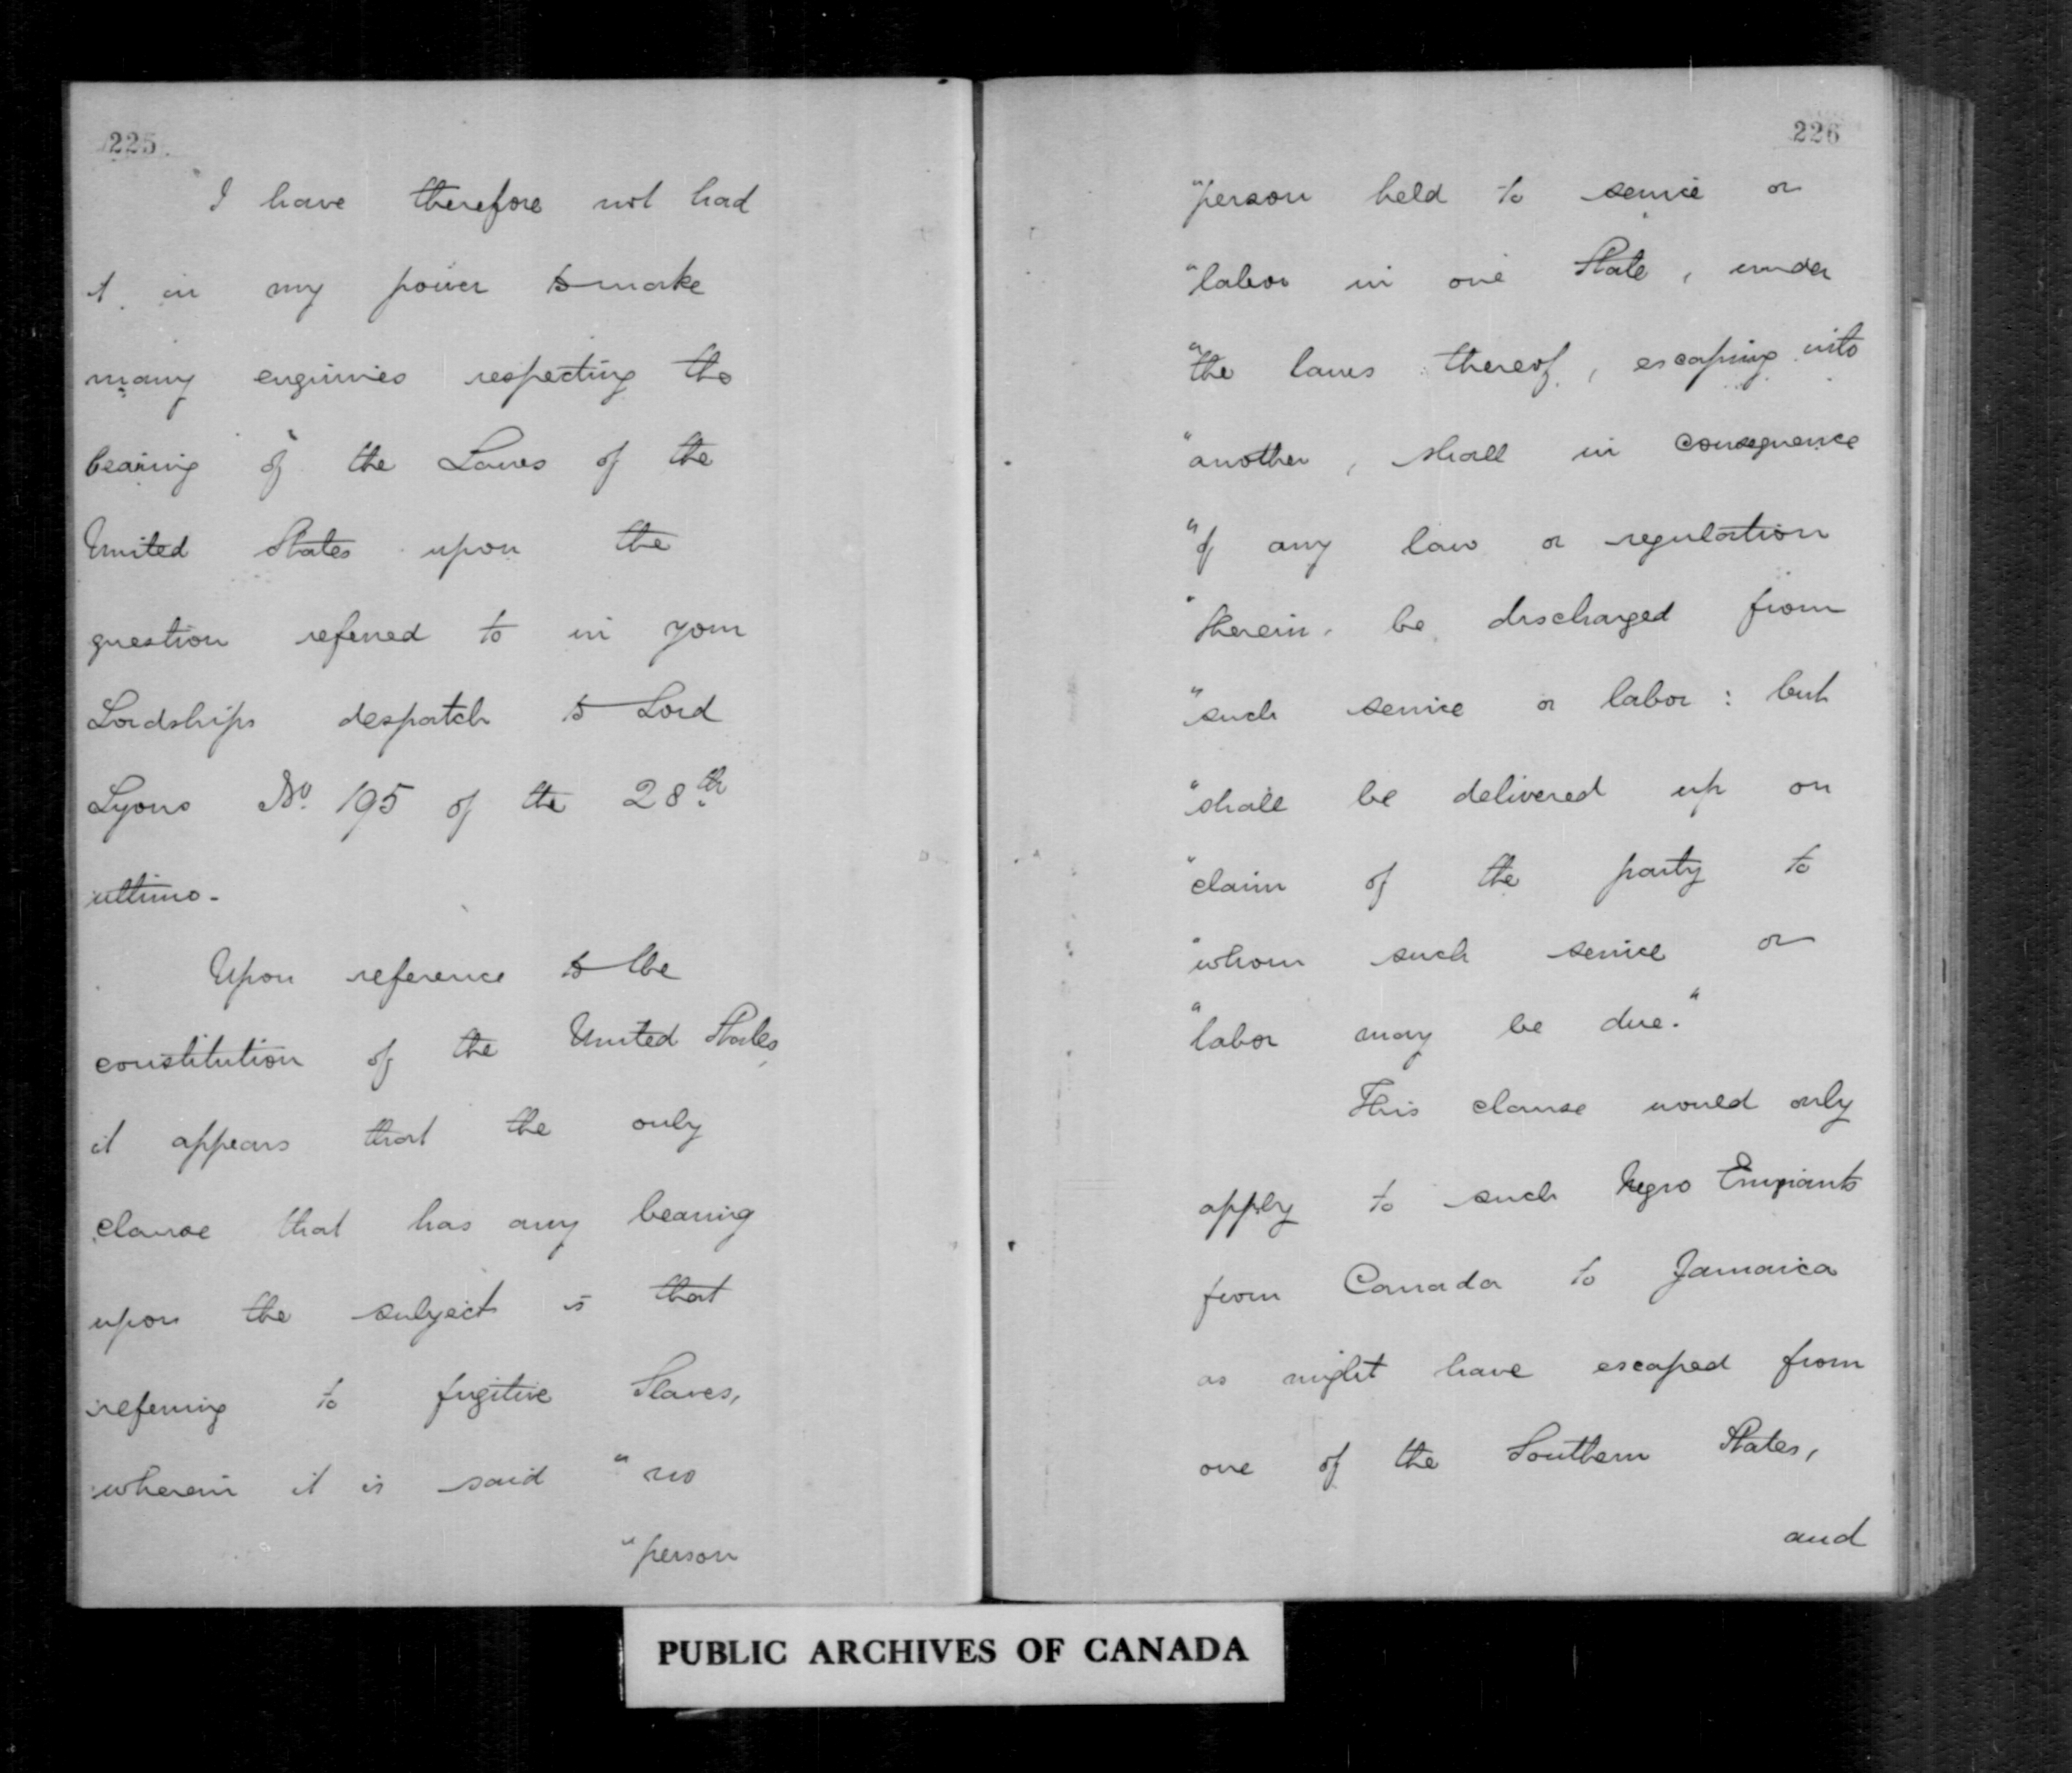 225
I have therefore not had
it in my power to make
many enquiries respecting the
bearing of the Laws of the
United States upon the
question referred to in your
Lordships despatch to Lord
Lyons No. 195 of the 28th
ultimo -
Upon reference to the
constitution of the United States,
it appears that the only
clause that has any bearing
upon the subject is that
referring to fugitive Slaves,
wherein it is said "no
"person
226
"person held to service or
"labor in one State, under
"the laws thereof, escaping into
"another, shall in consequence
"of any law or regulation
"therein, be discharged from
"such service or labor : but
"shall be delivered up on
"claim of the party to
"whom such service or
"labor may be due."
This clause would only
apply to such Negro Emigrants
from Canada to Jamaica
as might have escaped from
one of the Southern States,
and
PUBLIC ARCHIVES OF CANADA